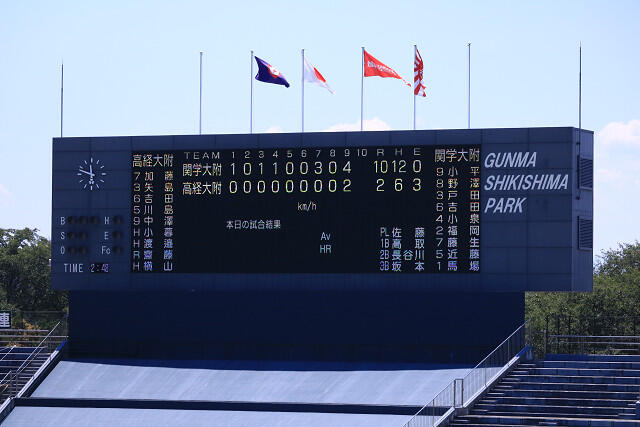 高経大附
7 加藤
3 矢島
6 吉田
5 川島
9 中澤
H 小暮
H 渡邉
R 齋藤
H 横山
B H
S E
O Fc
TIME 2:48
TEAM 1 2 3 4 5 6 7 8 9 10 R H E
関学大附 1 0 1 1 0 0 3 0 4 10 12 0
高経大附 0 0 0 0 0 0 0 0 2 2 6 3
km/h
本日の試合結果
Av
HR
PL 佐藤
1B 高取
2B 長谷川
3B 坂本
関学大附
9 小平
8 野澤
3 戸田
6 吉田
4 小泉
2 福岡
7 藤生
5 近藤
1 馬場
GUNMA
SHIKISHIMA
PARK